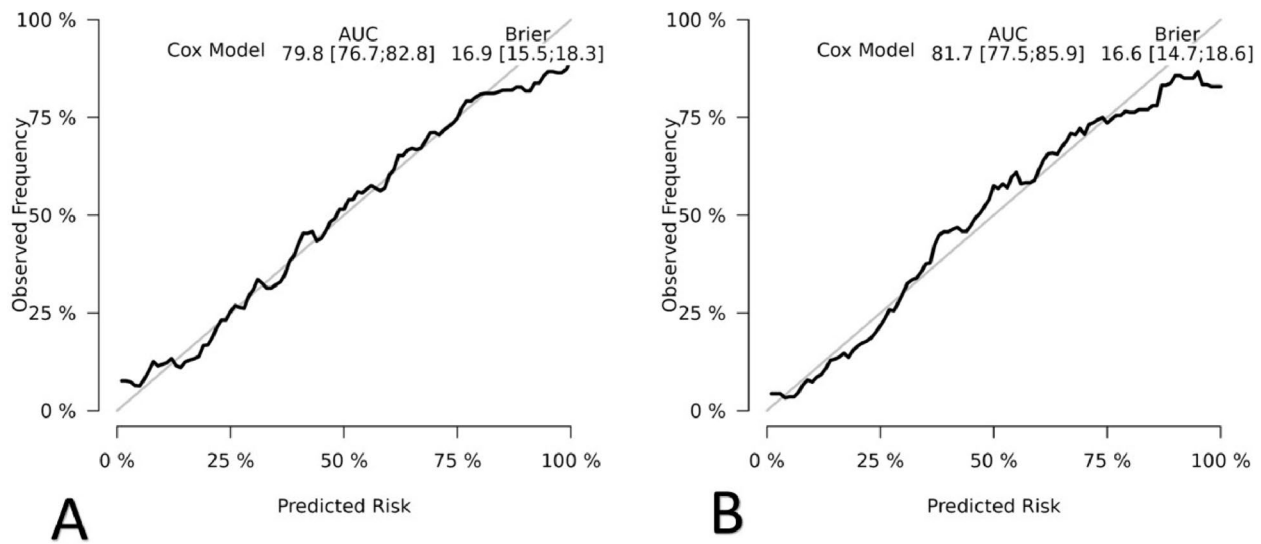 100 %
75 %
50 %
25 %
0 %
Observed Frequency
AUC Brier
Cox Model 79.8 [76.7;82.8] 16.9 [15.5;18.3]
0 % 25 % 50 % 75 % 100 %
Predicted Risk
A
100 %
75 %
50 %
25 %
0 %
Observed Frequency
AUC Brier
Cox Model 81.7 [77.5;85.9] 16.6 [14.7;18.6]
0 % 25 % 50 % 75 % 100 %
Predicted Risk
B